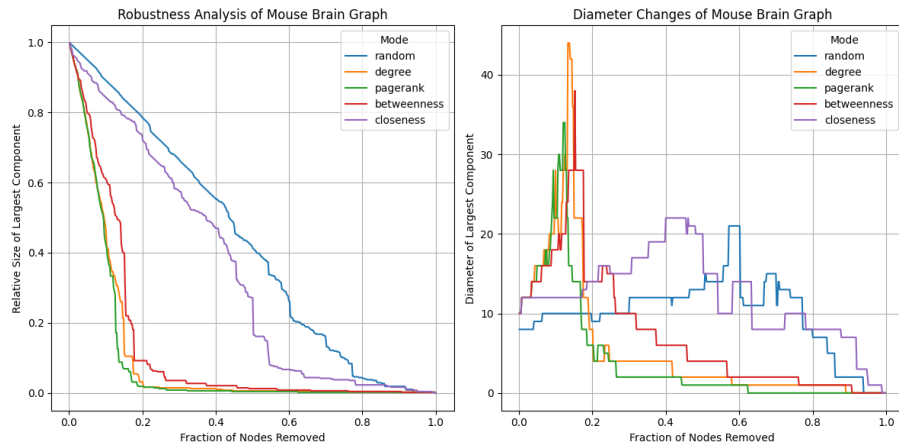 Robustness Analysis of Mouse Brain Graph
Relative Size of Largest Component
1.0
0.8
0.6
0.4
0.2
0.0
0.0 0.2 0.4 0.6 0.8 1.0
Fraction of Nodes Removed
Mode
random
degree
pagerank
betweenness
closeness
Diameter Changes of Mouse Brain Graph
Diameter of Largest Component
40
30
20
10
0
0.0 0.2 0.4 0.6 0.8 1.0
Fraction of Nodes Removed
Mode
random
degree
pagerank
betweenness
closeness